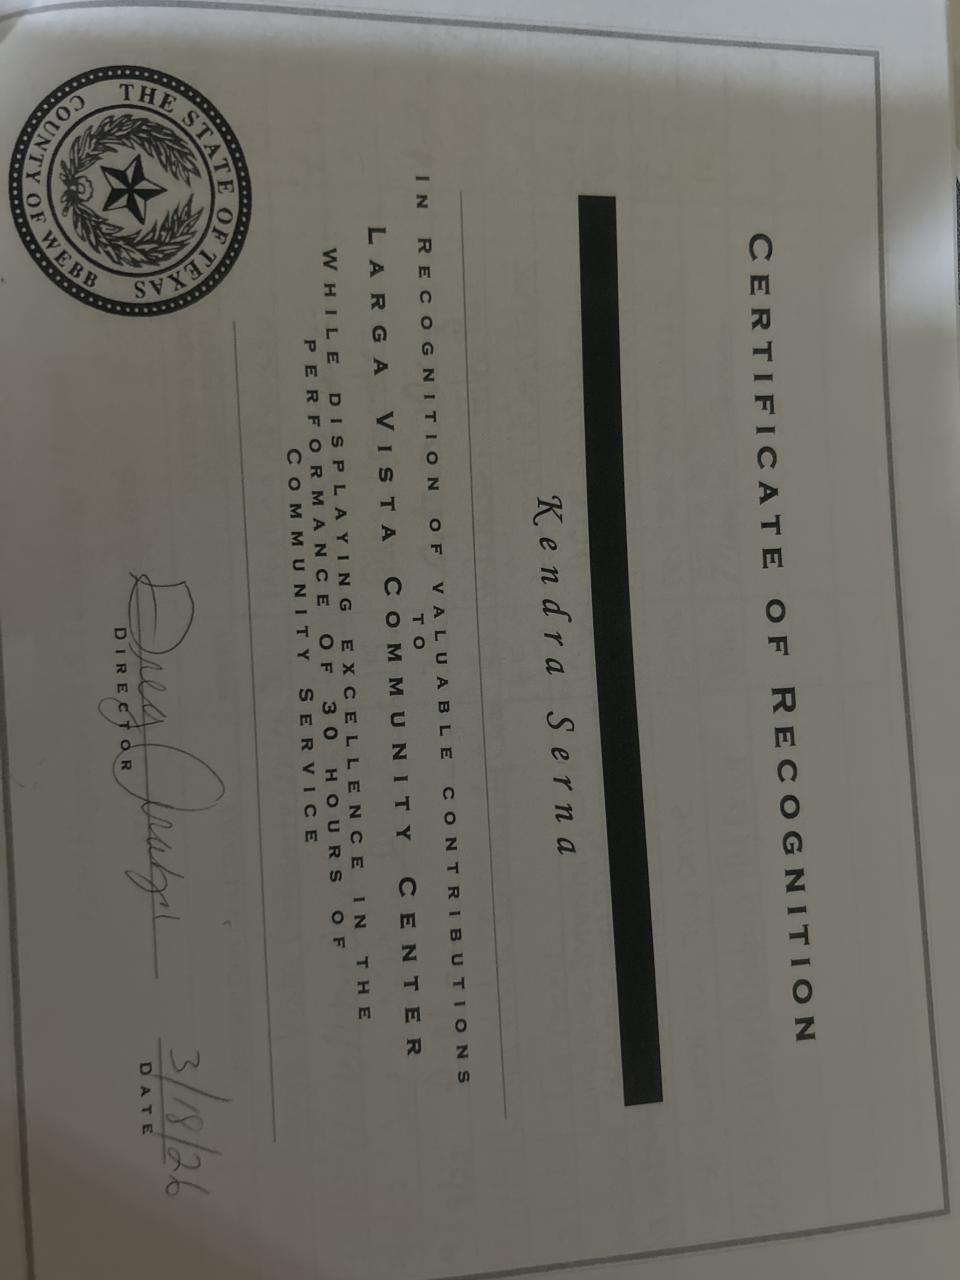 CERTIFICATE OF RECOGNITION
Kendra Serna
IN RECOGNITION OF VALUABLE CONTRIBUTIONS
TO
LARGA VISTA COMMUNITY CENTER
WHILE DISPLAYING EXCELLENCE IN THE
PERFORMANCE OF 30 HOURS OF
COMMUNITY SERVICE
THE STATE OF TEXAS
COUNTY OF WEBB
DIRECTOR
3/18/26
DATE